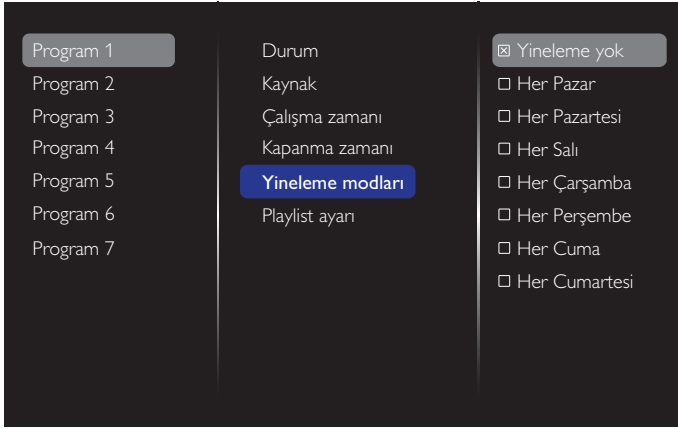 Program 1
Program 2
Program 3
Program 4
Program 5
Program 6
Program 7
Durum
Kaynak
Çalışma zamanı
Kapanma zamanı
Yineleme modları
Playlist ayarı
Yineleme yok
Her Pazar
Her Pazartesi
Her Salı
Her Çarşamba
Her Perşembe
Her Cuma
Her Cumartesi